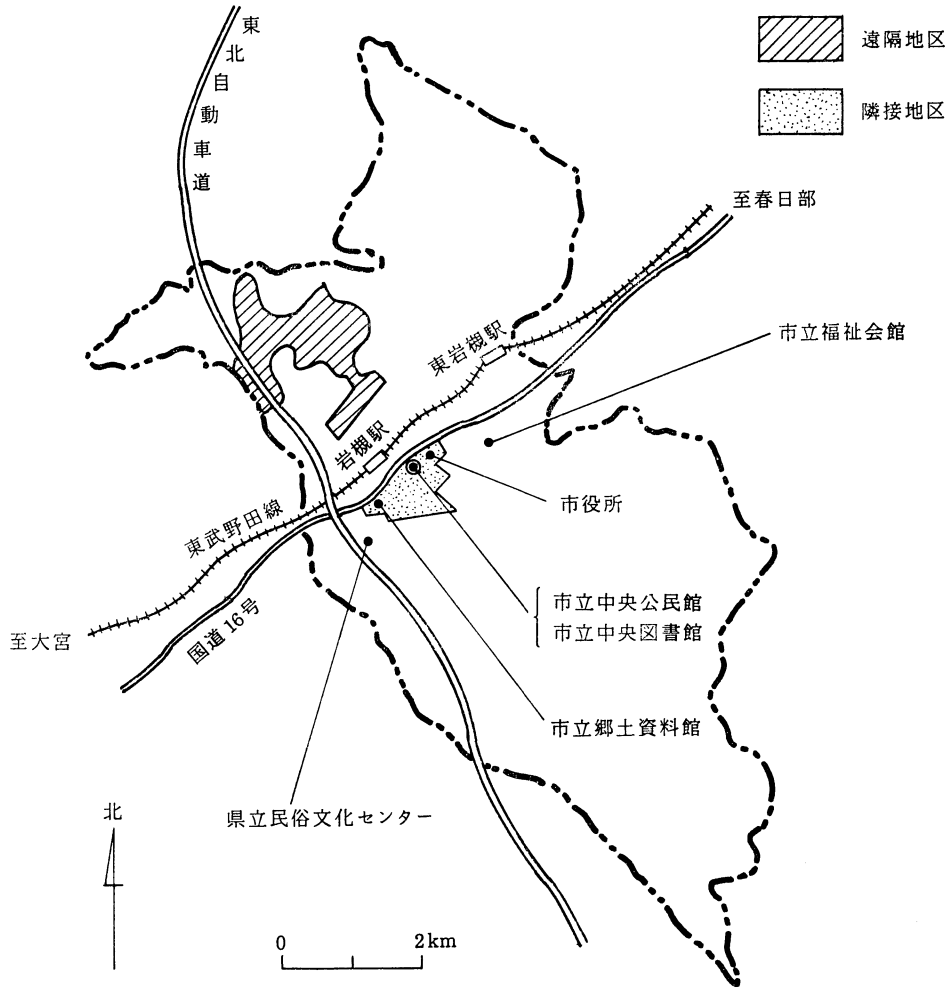 東北自動車道
遠隔地区
隣接地区
至春日部
東岩槻駅
市立福祉会館
岩槻駅
市役所
東武野田線
市立中央公民館
市立中央図書館
至大宮
国道16号
市立郷土資料館
県立民俗文化センター
北
0 2km